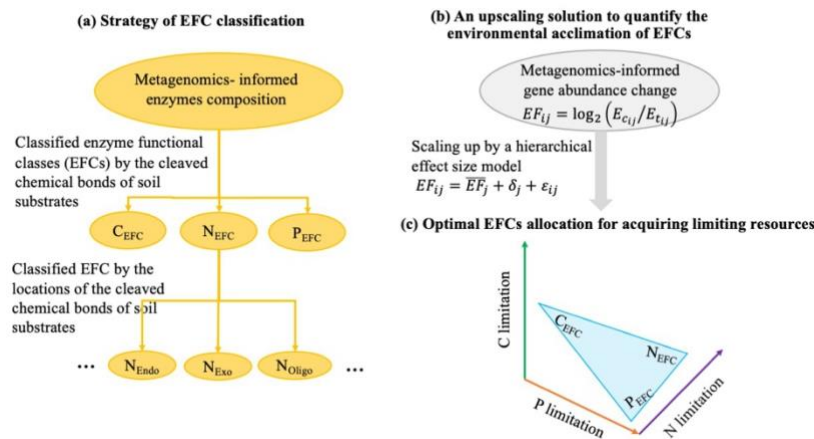 (a) Strategy of EFC classification
Metagenomics- informed
enzymes composition
Classified enzyme functional
classes (EFCs) by the cleaved
chemical bonds of soil
substrates
C_EFC
N_EFC
P_EFC
Classified EFC by the
locations of the cleaved
chemical bonds of soil
substrates
...
N_Endo
N_Exo
N_Oligo
...
(b) An upscaling solution to quantify the
environmental acclimation of EFCs
Metagenomics-informed
gene abundance change
EF_ij = log₂(E_c_ij/E_t_ij)
Scaling up by a hierarchical
effect size model
EF_ij = \overline{EF}_j + δ_j + ε_ij
(c) Optimal EFCs allocation for acquiring limiting resources
C limitation
C_EFC
N_EFC
P_EFC
P limitation
N limitation